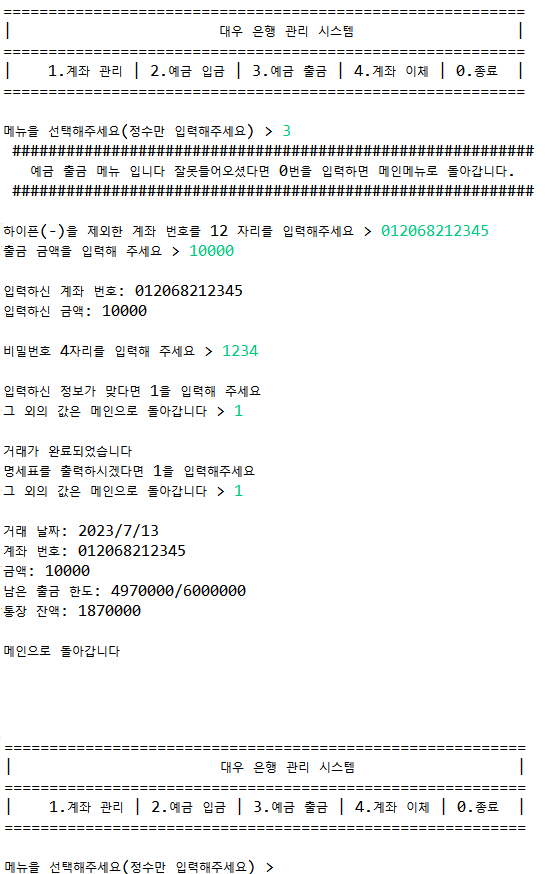 ==========================================================
| 대우 은행 관리 시스템 |
==========================================================
| 1.계좌 관리 | 2.예금 입금 | 3.예금 출금 | 4.계좌 이체 | 0.종료 |
==========================================================
메뉴을 선택해주세요(정수만 입력해주세요) > 3
##########################################################
예금 출금 메뉴 입니다 잘못들어오셨다면 0번을 입력하면 메인메뉴로 돌아갑니다.
##########################################################
하이픈(-)을 제외한 계좌 번호를 12 자리를 입력해주세요 > 012068212345
출금 금액을 입력해 주세요 > 10000
입력하신 계좌 번호: 012068212345
입력하신 금액: 10000
비밀번호 4자리를 입력해 주세요 > 1234
입력하신 정보가 맞다면 1을 입력해 주세요
그 외의 값은 메인으로 돌아갑니다 > 1
거래가 완료되었습니다
명세표를 출력하시겠다면 1을 입력해주세요
그 외의 값은 메인으로 돌아갑니다 > 1
거래 날짜: 2023/7/13
계좌 번호: 012068212345
금액: 10000
남은 출금 한도: 4970000/6000000
통장 잔액: 1870000
메인으로 돌아갑니다
==========================================================
| 대우 은행 관리 시스템 |
==========================================================
| 1.계좌 관리 | 2.예금 입금 | 3.예금 출금 | 4.계좌 이체 | 0.종료 |
==========================================================
메뉴을 선택해주세요(정수만 입력해주세요) >